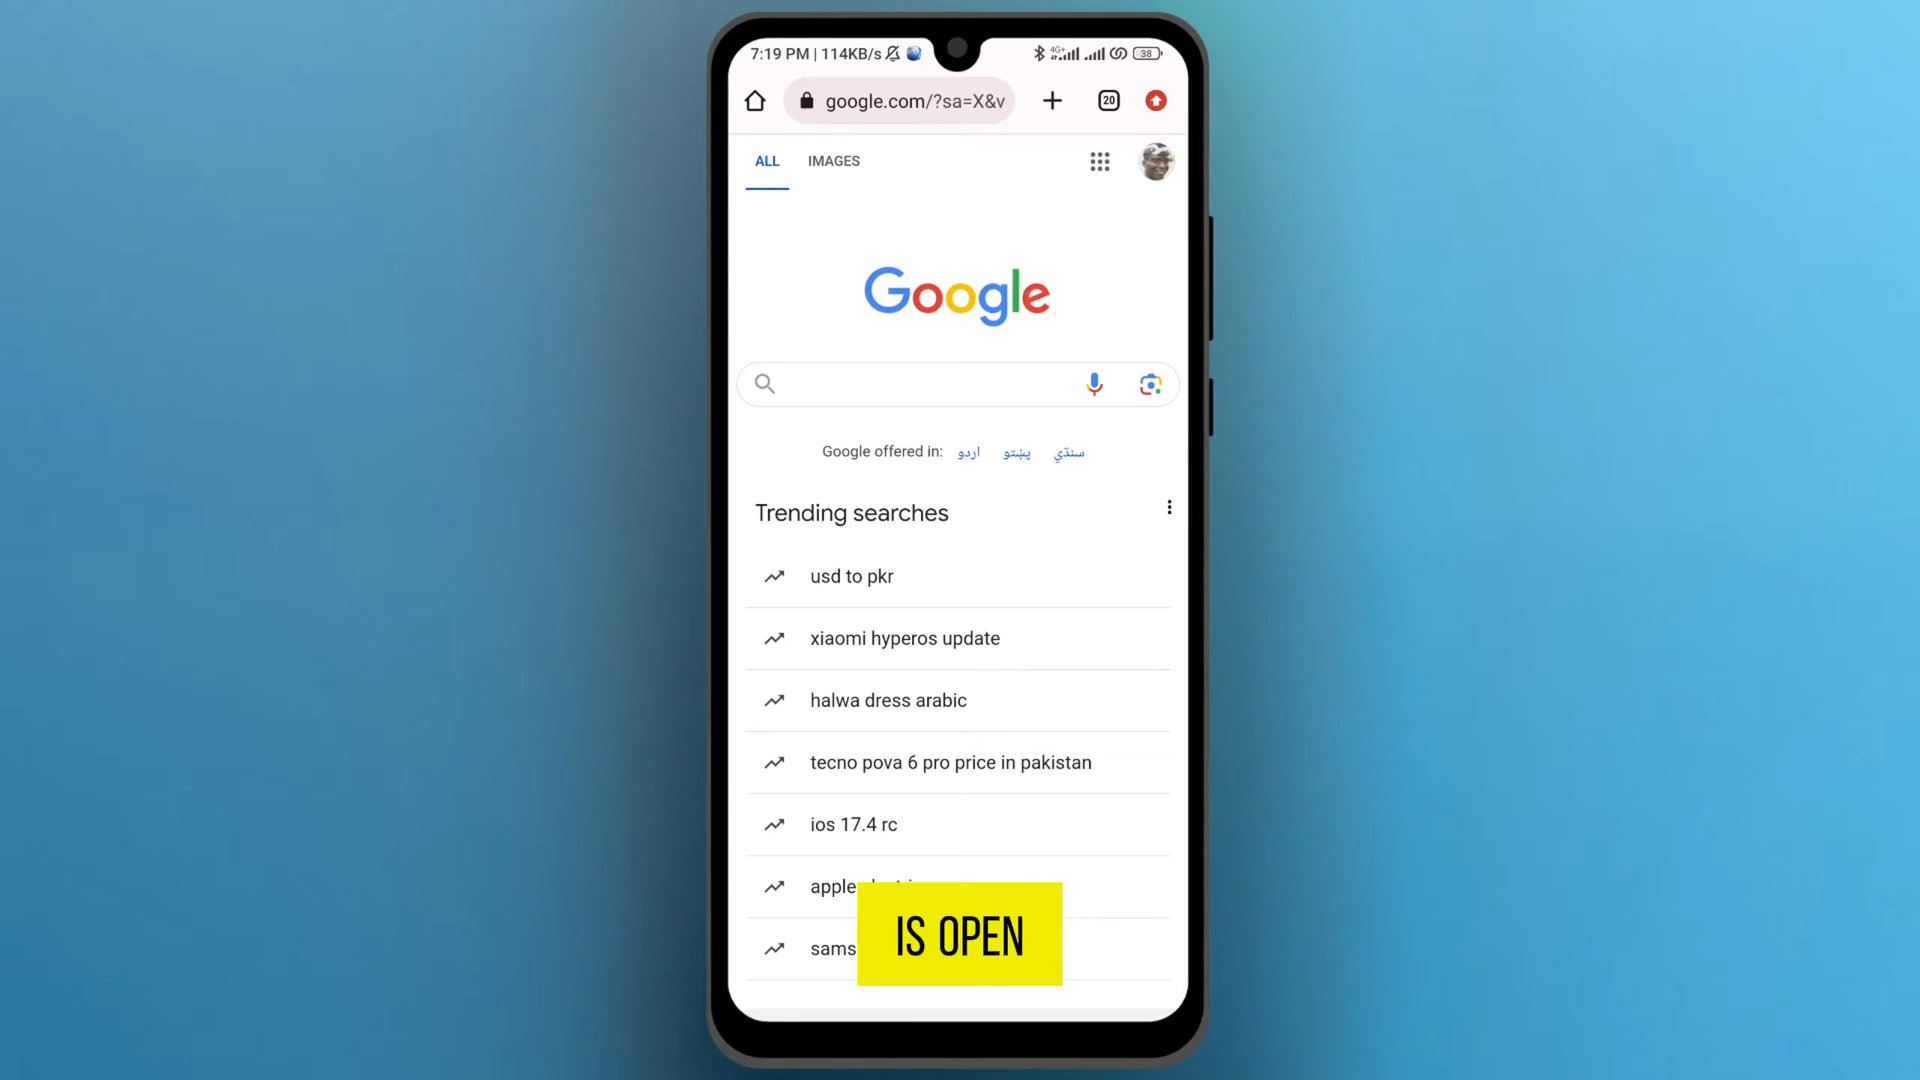 7:19 PM | 114KB/s 4G+ 38
google.com/?sa=X&v 20
ALL IMAGES
Google
Google offered in: اردو پښتو سنڌي
Trending searches
usd to pkr
xiaomi hyperos update
halwa dress arabic
tecno pova 6 pro price in pakistan
ios 17.4 rc
apple
sams
IS OPEN